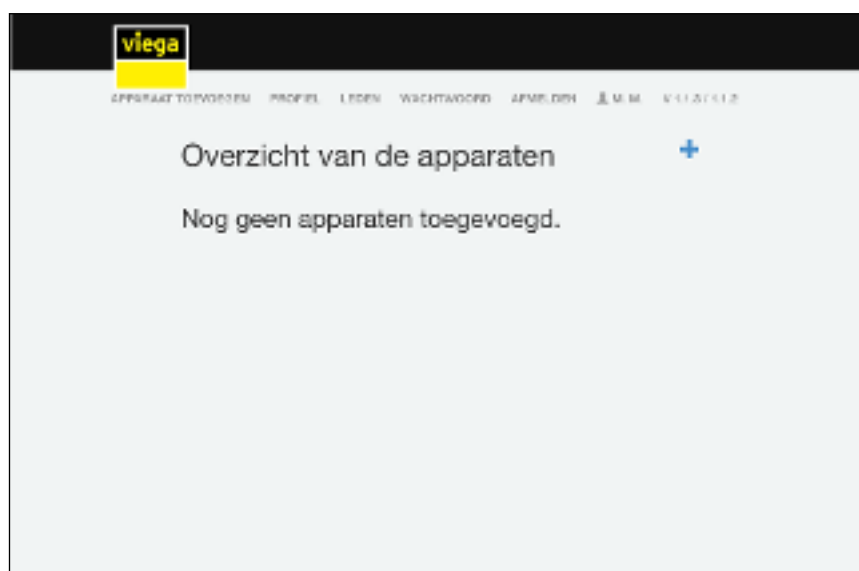 viega
APPARAAT TOEVOEGEN PROFIEL LEDEN WACHTWOORD AFMELDEN M. M.
Overzicht van de apparaten
Nog geen apparaten toegevoegd.